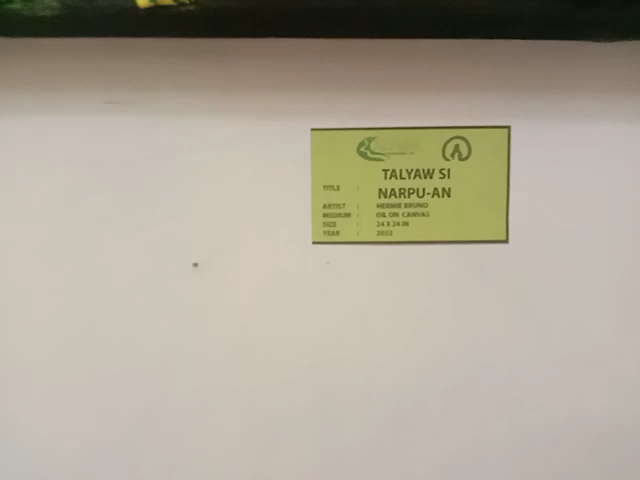 TALYAW SI
TITLE : NARPU-AN
ARTIST : HERMIE BRUNO
MEDIUM : OIL ON CANVAS
SIZE : 24 X 24 IN
YEAR : 2022